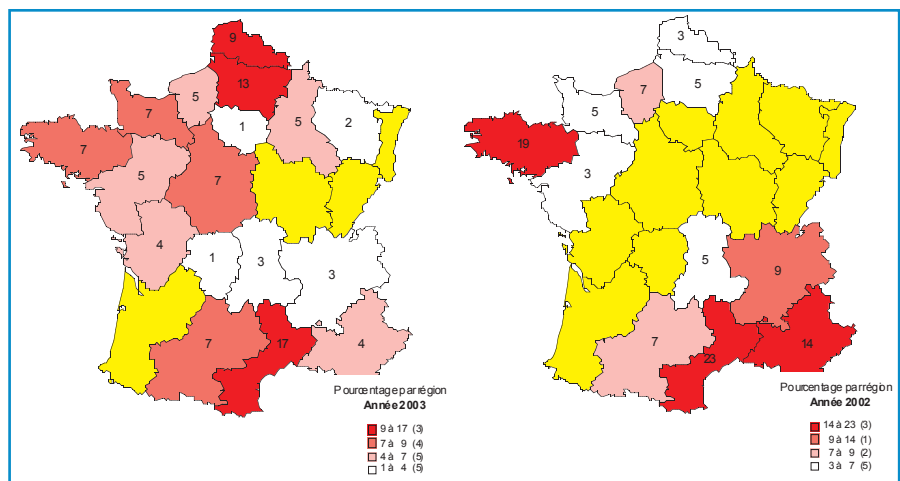 9
13
5
7
1
5
2
7
5
7
4
1
3
3
7
17
4
Pourcentage par région
Année 2003
9 à 17 (3)
7 à 9 (4)
4 à 7 (5)
1 à 4 (5)
3
5
7
5
19
3
5
9
7
23
14
Pourcentage par région
Année 2002
14 à 23 (3)
9 à 14 (1)
7 à 9 (2)
3 à 7 (5)